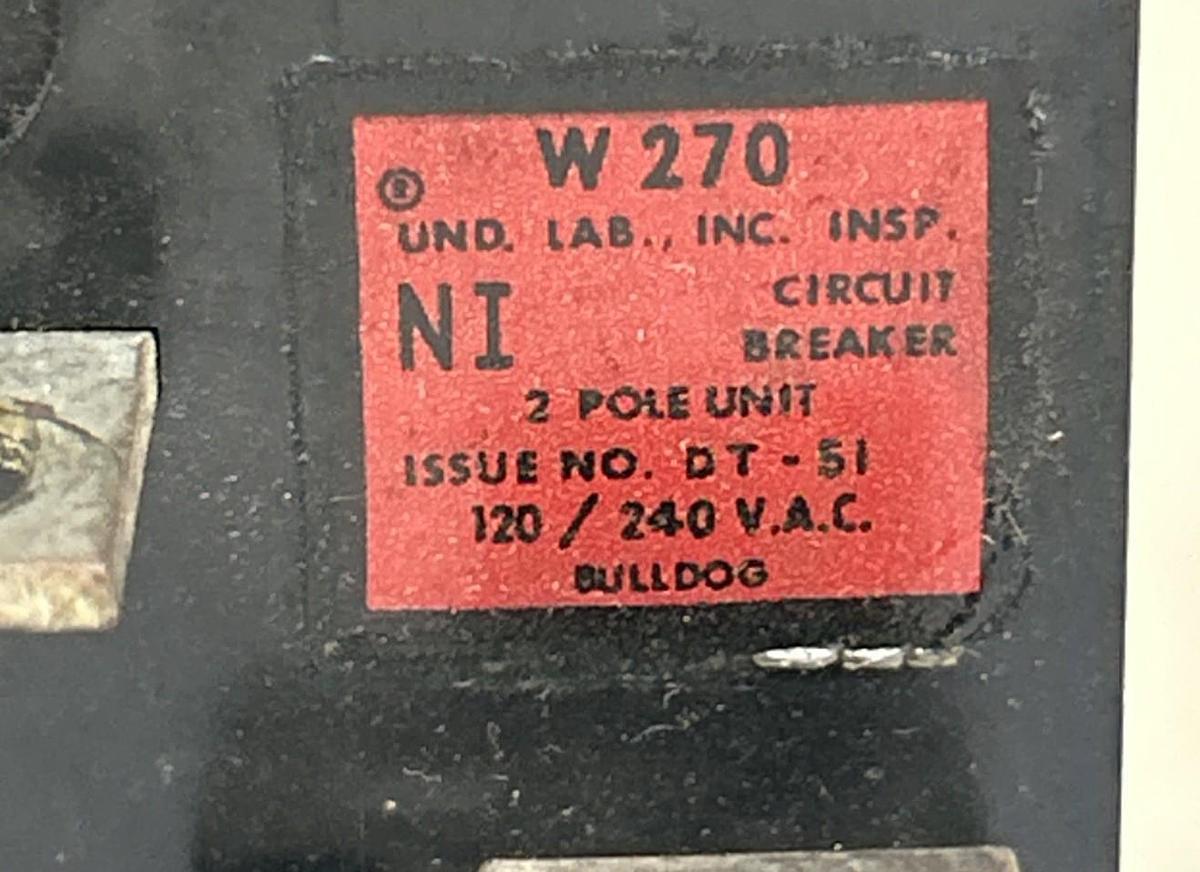 W 270
®
UND. LAB., INC. INSP.
NI
CIRCUIT
BREAKER
2 POLE UNIT
ISSUE NO. DT - 51
120 / 240 V.A.C.
BULLDOG